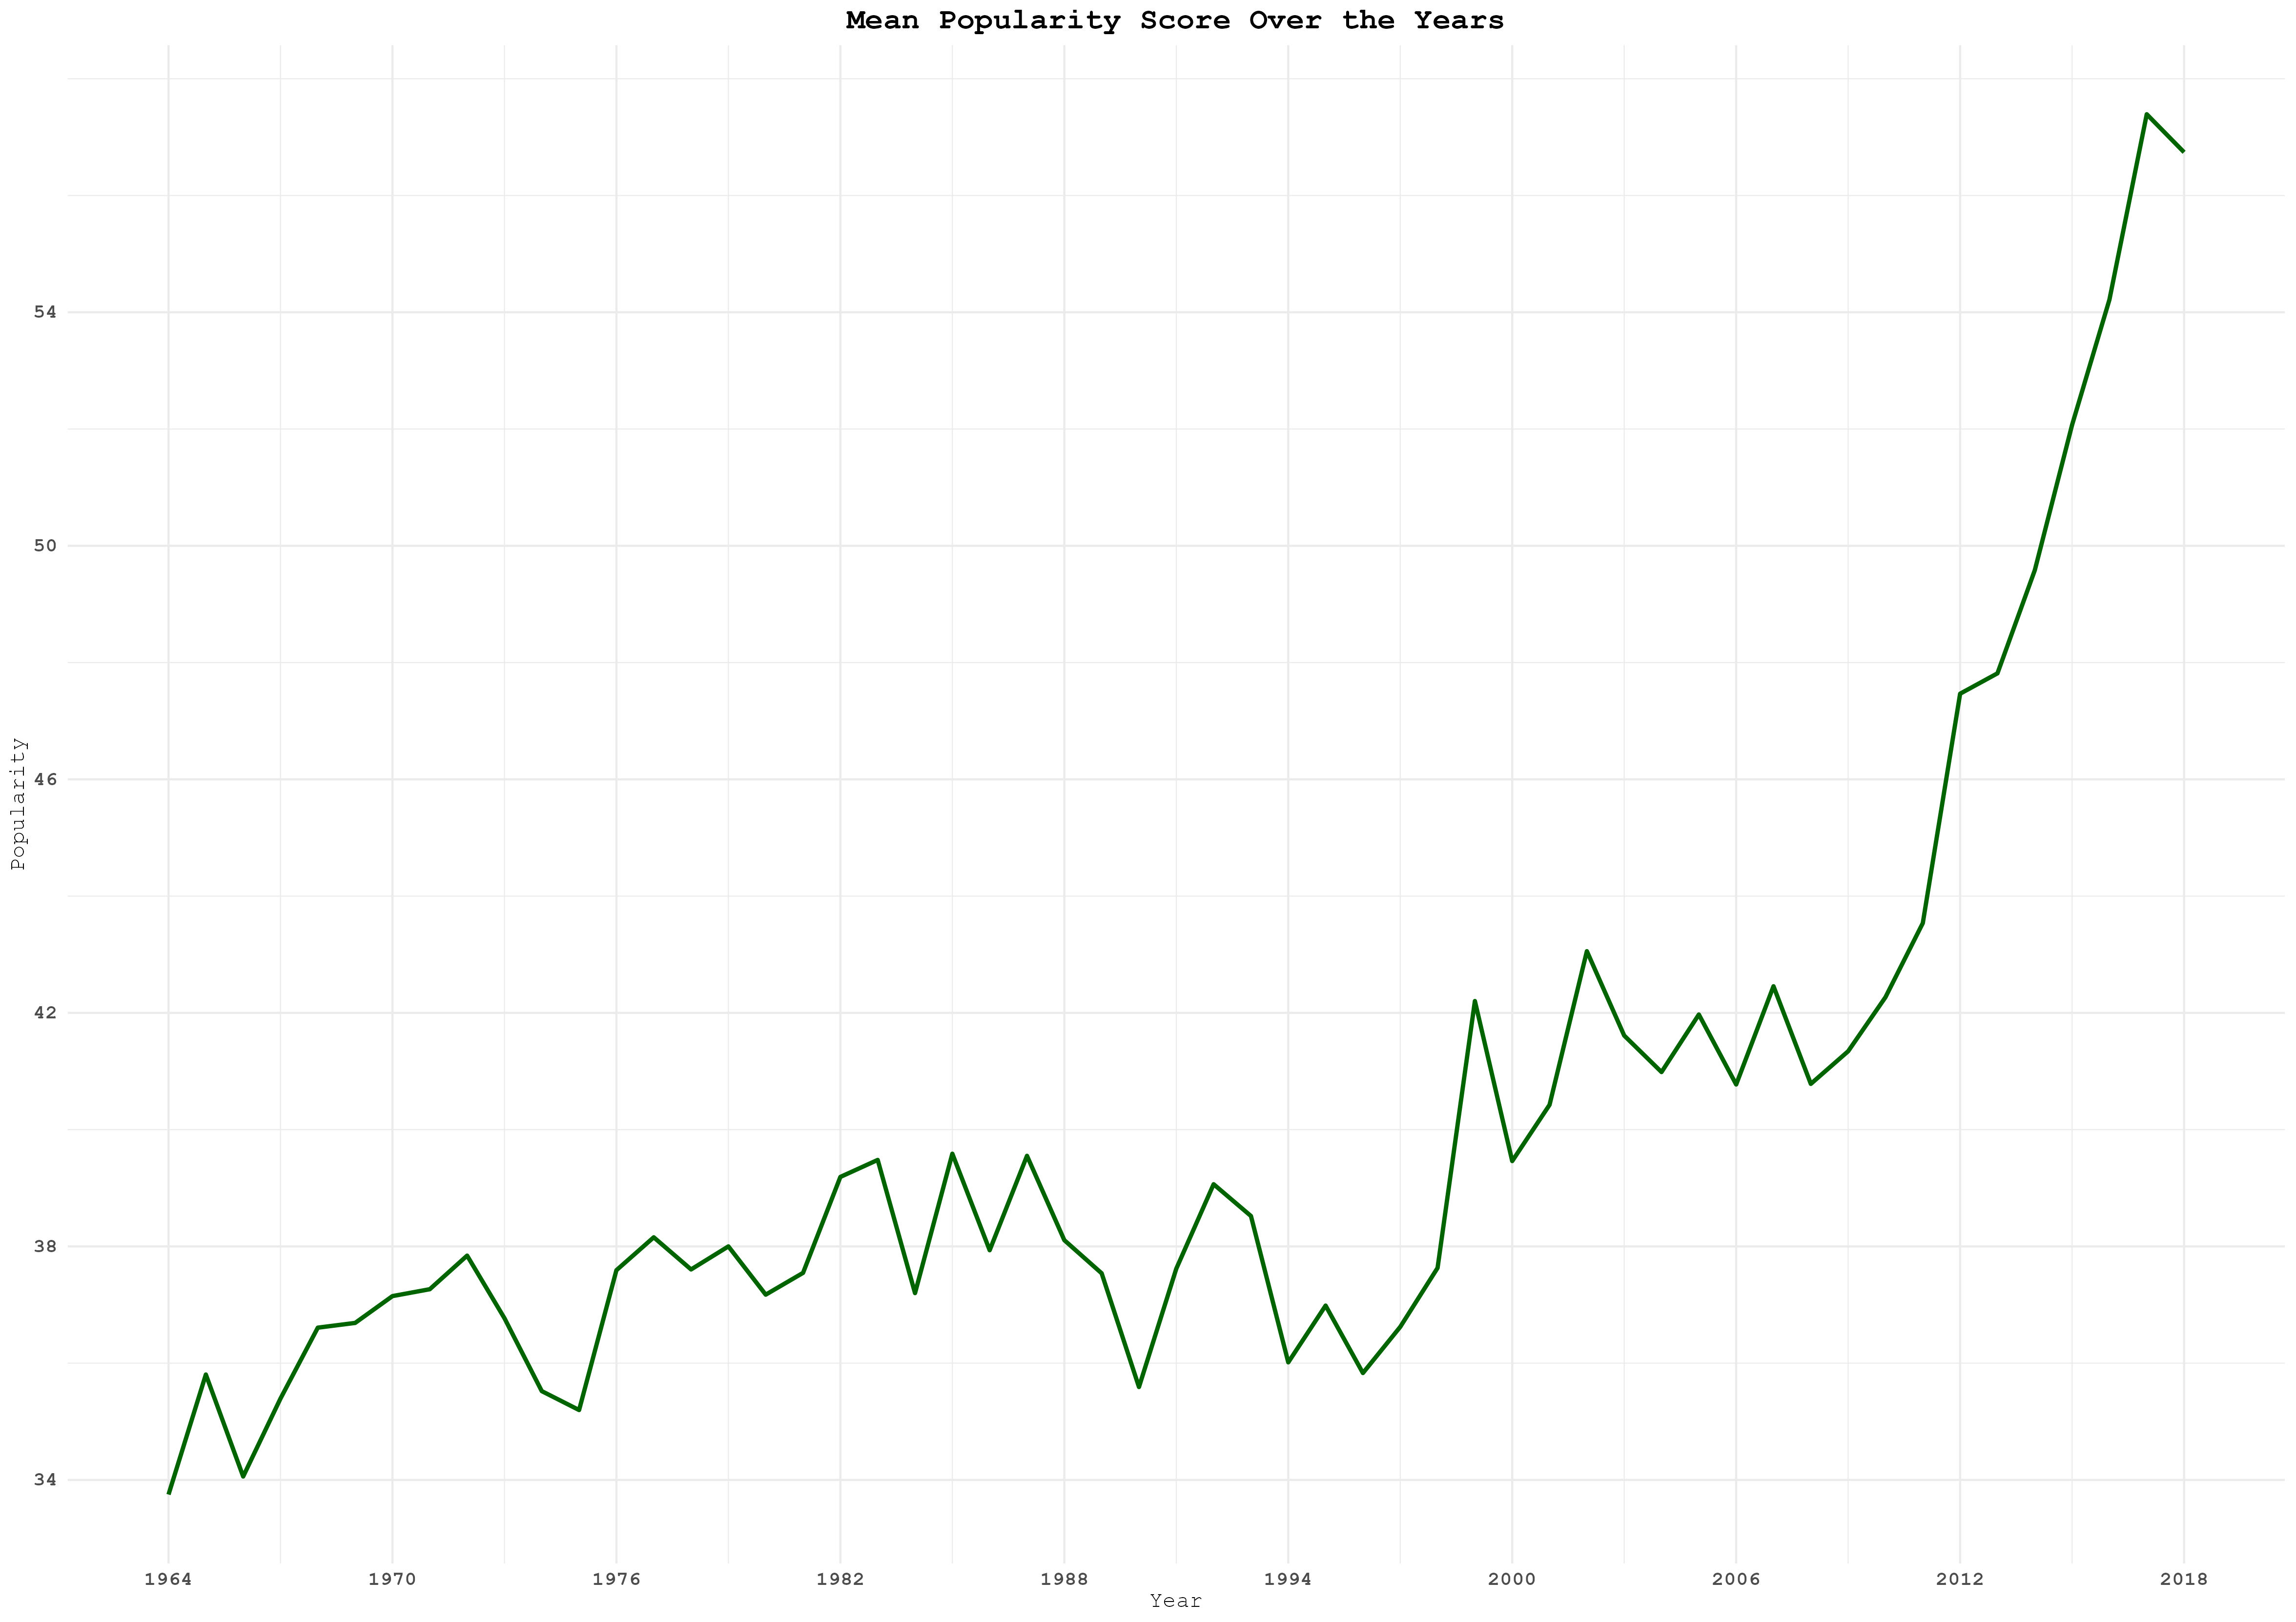 Mean Popularity Score Over the Years
Popularity
54
50
46
42
38
34
1964 1970 1976 1982 1988 1994 2000 2006 2012 2018
Year